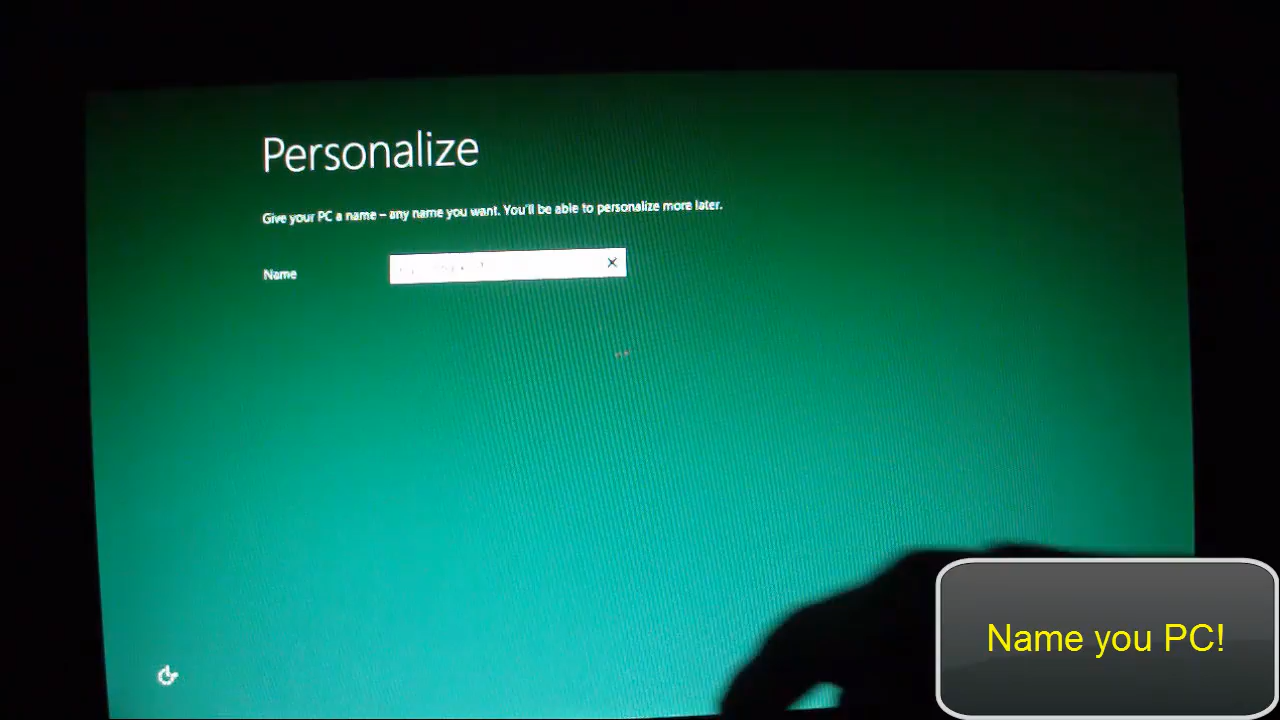 Personalize
Give your PC a name – any name you want. You'll be able to personalize more later.
Name
Name you PC!